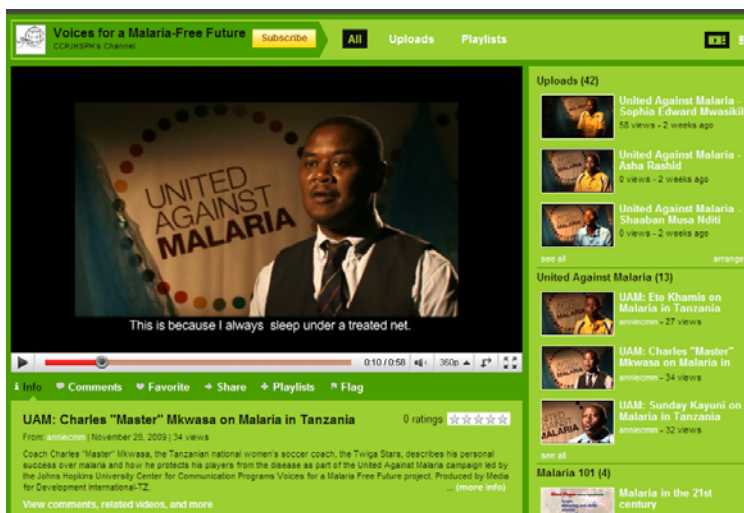 Voices for a Malaria-Free Future
CCPJHSPH's Channel
Subscribe
All
Uploads
Playlists
UNITED
AGAINST
MALARIA
This is because I always sleep under a treated net.
0:10 / 0:58
360p
Info
Comments
Favorite
Share
Playlists
Flag
UAM: Charles "Master" Mkwasa on Malaria in Tanzania
0 ratings
From: anniecmm | November 28, 2009 | 34 views
Coach Charles "Master" Mkwasa, the Tanzanian national women's soccer coach, the Twiga Stars, describes his personal
success over malaria and how he protects his players from the disease as part of the United Against Malaria campaign led by
the Johns Hopkins University Center for Communication Programs Voices for a Malaria Free Future project. Produced by Media
for Development International-TZ.
... (more info)
View comments, related videos, and more
Uploads (42)
United Against Malaria -
Sophia Edward Mwasikil
58 views - 2 weeks ago
United Against Malaria -
Asha Rashid
0 views - 2 weeks ago
United Against Malaria -
Shaaban Musa Nditi
0 views - 2 weeks ago
see all
arrange
United Against Malaria (13)
UAM: Eto Khamis on
Malaria in Tanzania
anniecmm - 27 views
UAM: Charles "Master"
Mkwasa on Malaria in
anniecmm - 34 views
UAM: Sunday Kayuni on
Malaria in Tanzania
anniecmm - 32 views
see all
Malaria 101 (4)
Malaria in the 21st
century